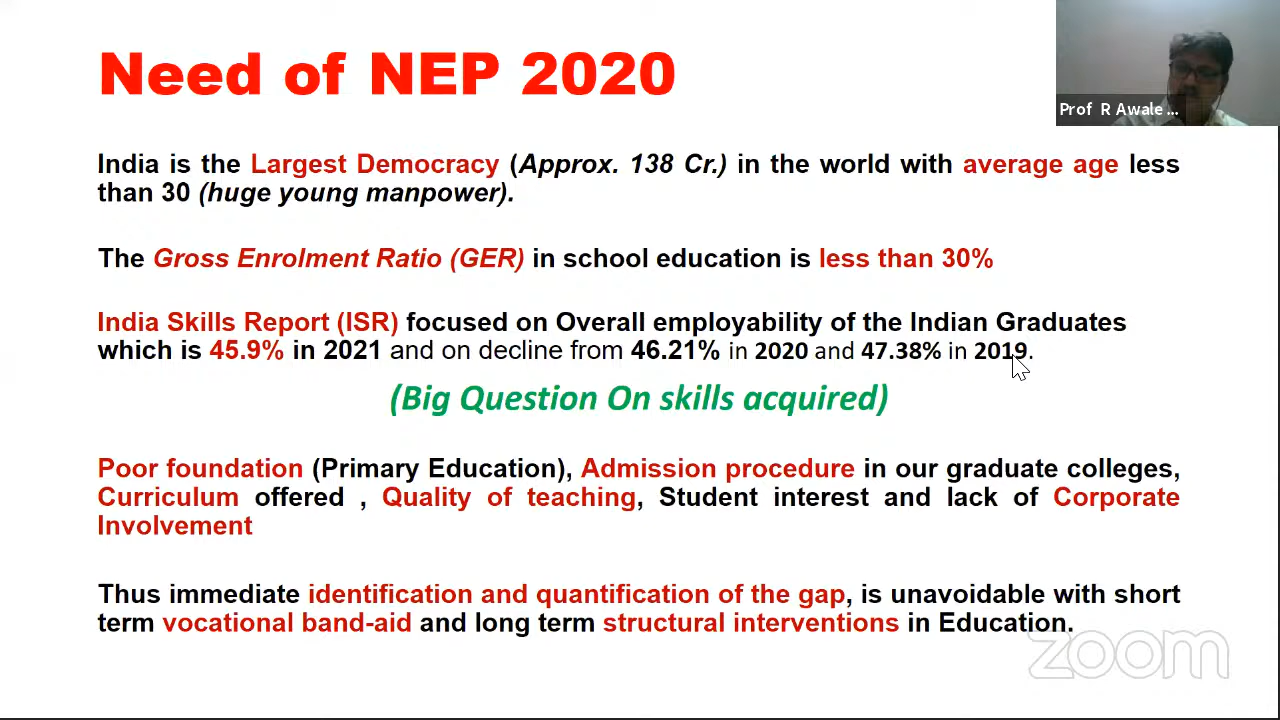 Need of NEP 2020
Prof R Awale ...
India is the Largest Democracy (Approx. 138 Cr.) in the world with average age less
than 30 (huge young manpower).
The Gross Enrolment Ratio (GER) in school education is less than 30%
India Skills Report (ISR) focused on Overall employability of the Indian Graduates
which is 45.9% in 2021 and on decline from 46.21% in 2020 and 47.38% in 2019.
(Big Question On skills acquired)
Poor foundation (Primary Education), Admission procedure in our graduate colleges,
Curriculum offered , Quality of teaching, Student interest and lack of Corporate
Involvement
Thus immediate identification and quantification of the gap, is unavoidable with short
term vocational band-aid and long term structural interventions in Education.
zoom